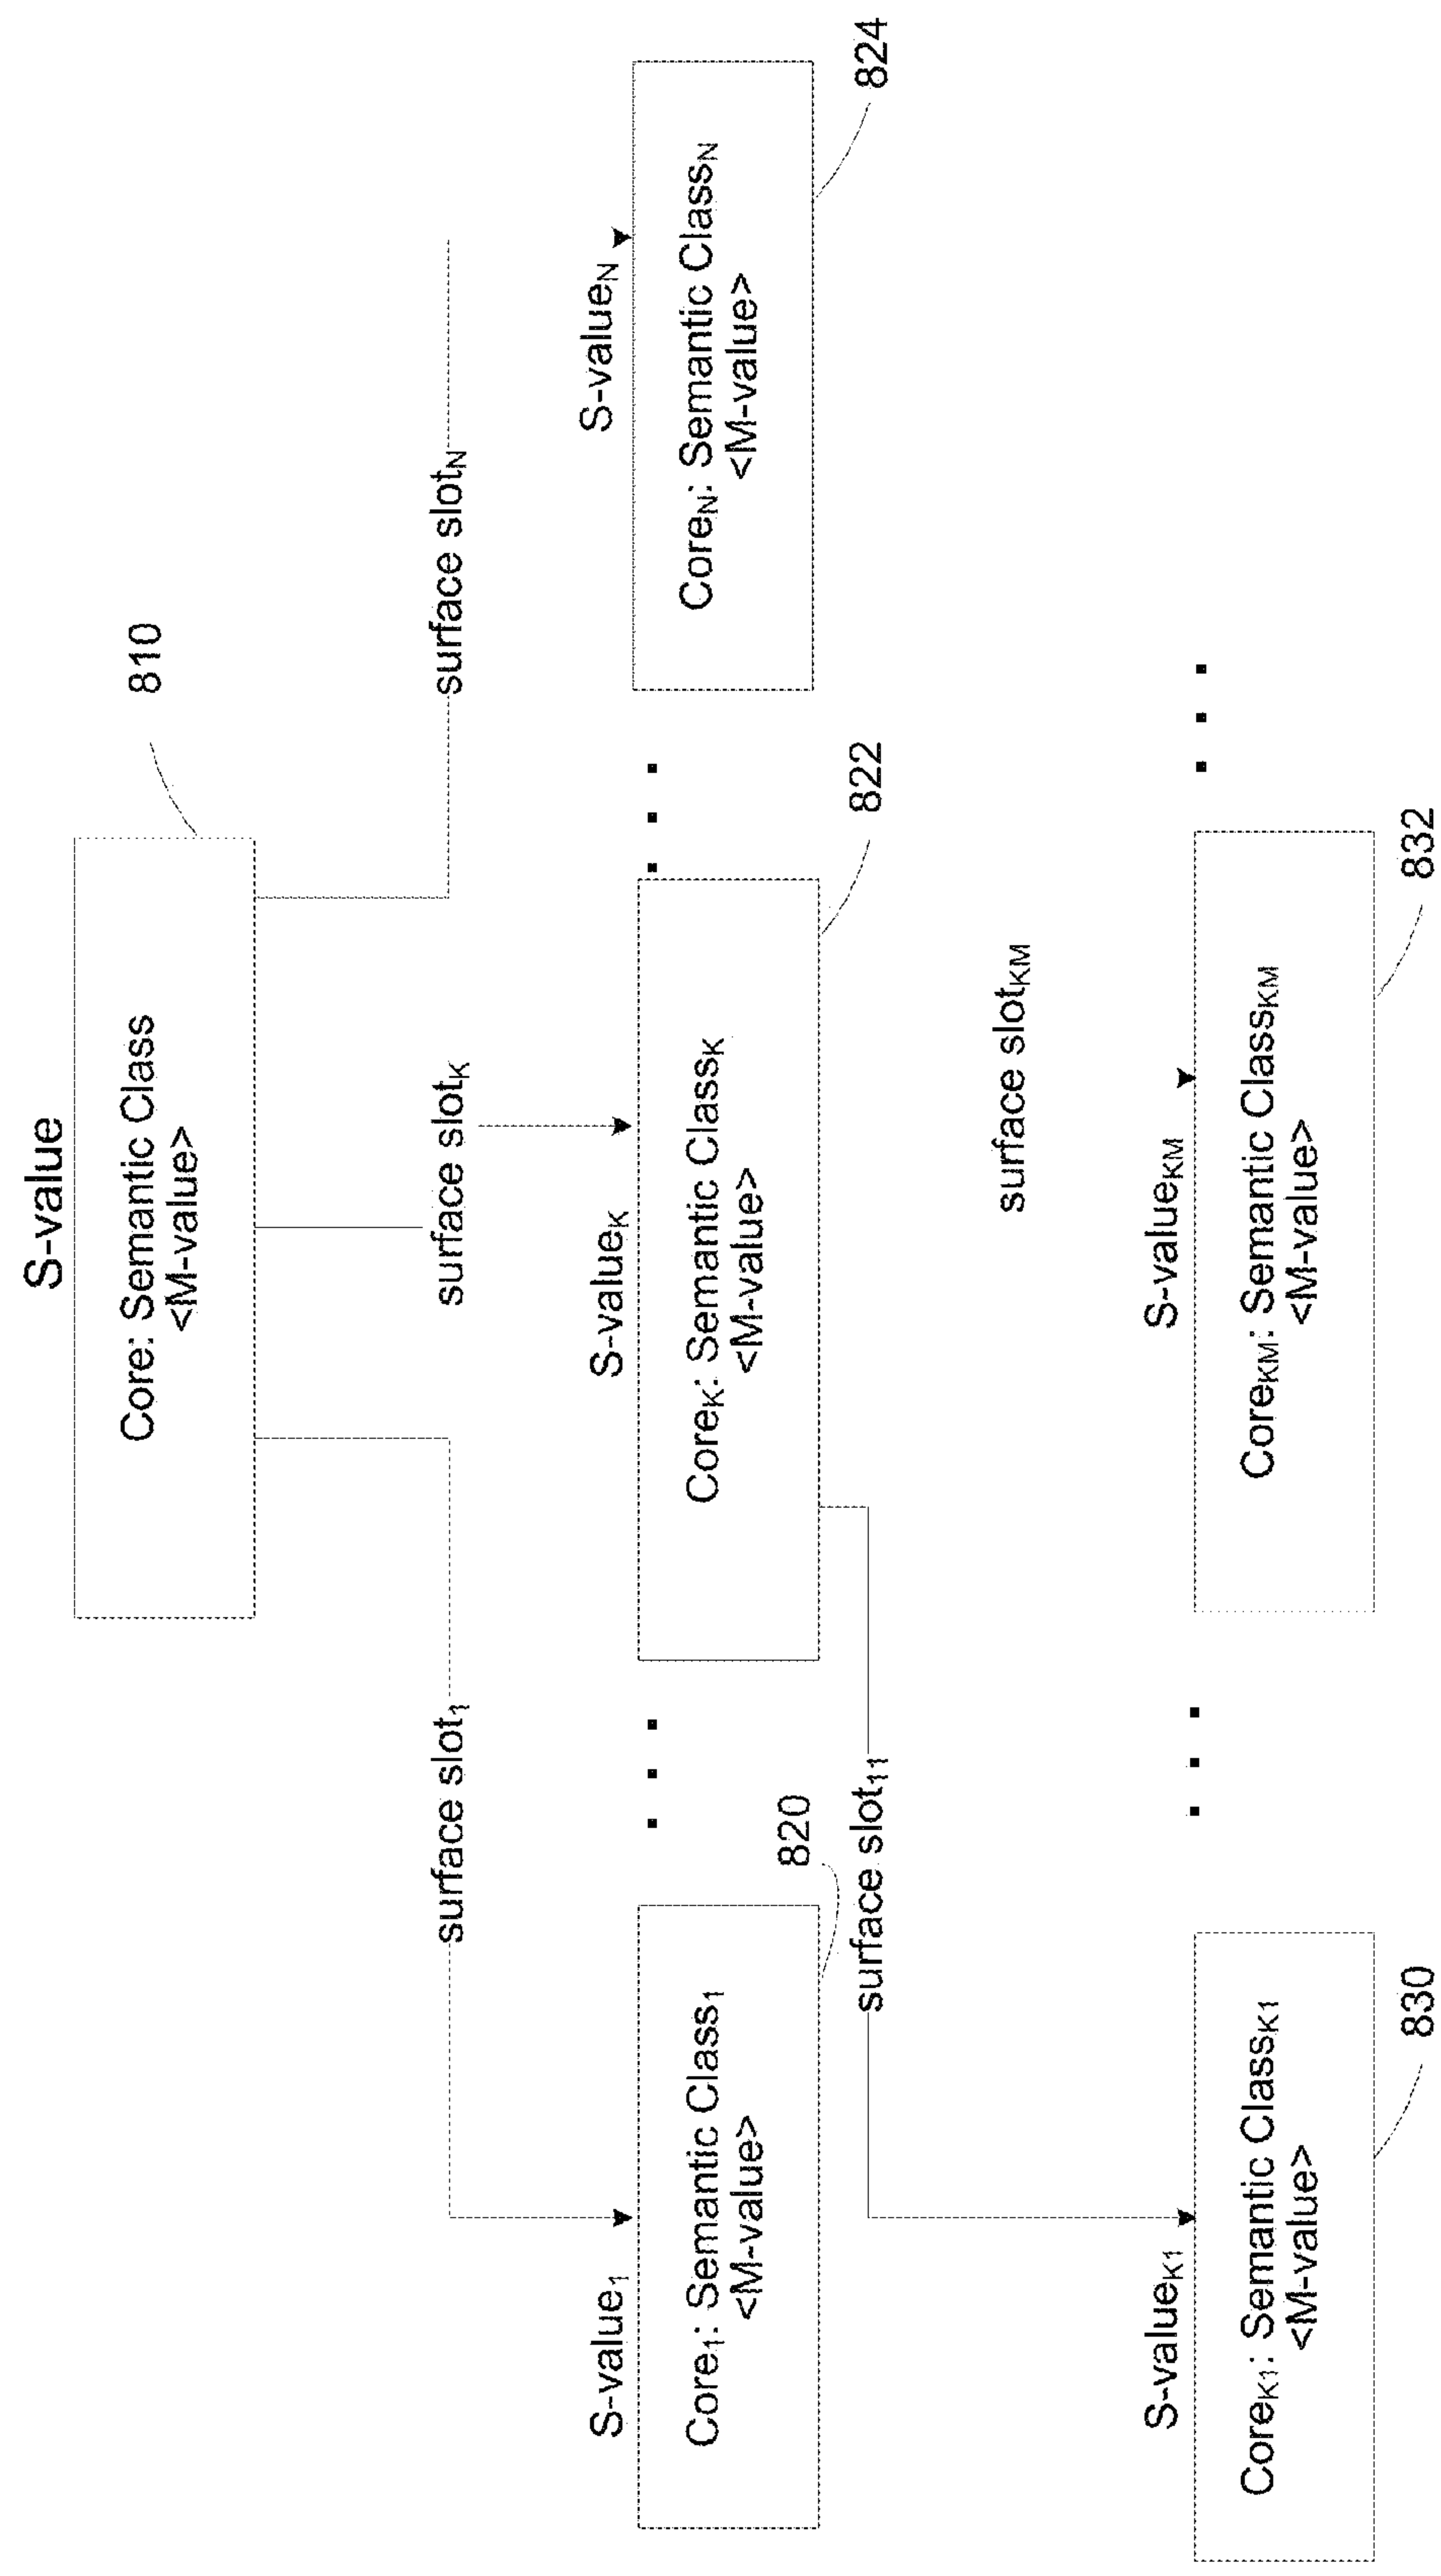 S-value
810
Core: Semantic Class
<M-value>
surface slot₁
surface slotK
surface slotN
S-value₁
S-valueK
S-valueN
Core₁: Semantic Class₁
<M-value>
820
CoreK: Semantic ClassK
<M-value>
822
CoreN: Semantic ClassN
<M-value>
824
surface slot₁₁
surface slotKM
S-valueK1
S-valueKM
CoreK1: Semantic ClassK1
<M-value>
830
CoreKM: Semantic ClassKM
<M-value>
832